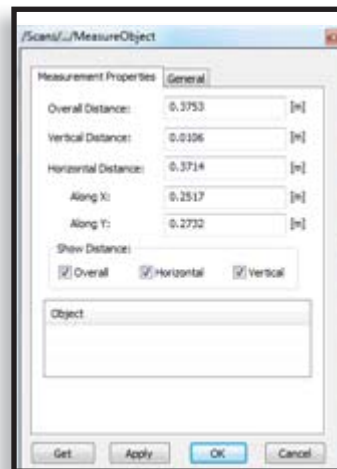 /Scans/.../MeasureObject
Measurement Properties General
Overall Distance: 0.3753 [m]
Vertical Distance: 0.0106 [m]
Horizontal Distance: 0.3714 [m]
Along X: 0.2517 [m]
Along Y: 0.2732 [m]
Show Distance:
Overall Horizontal Vertical
Object
Get Apply OK Cancel